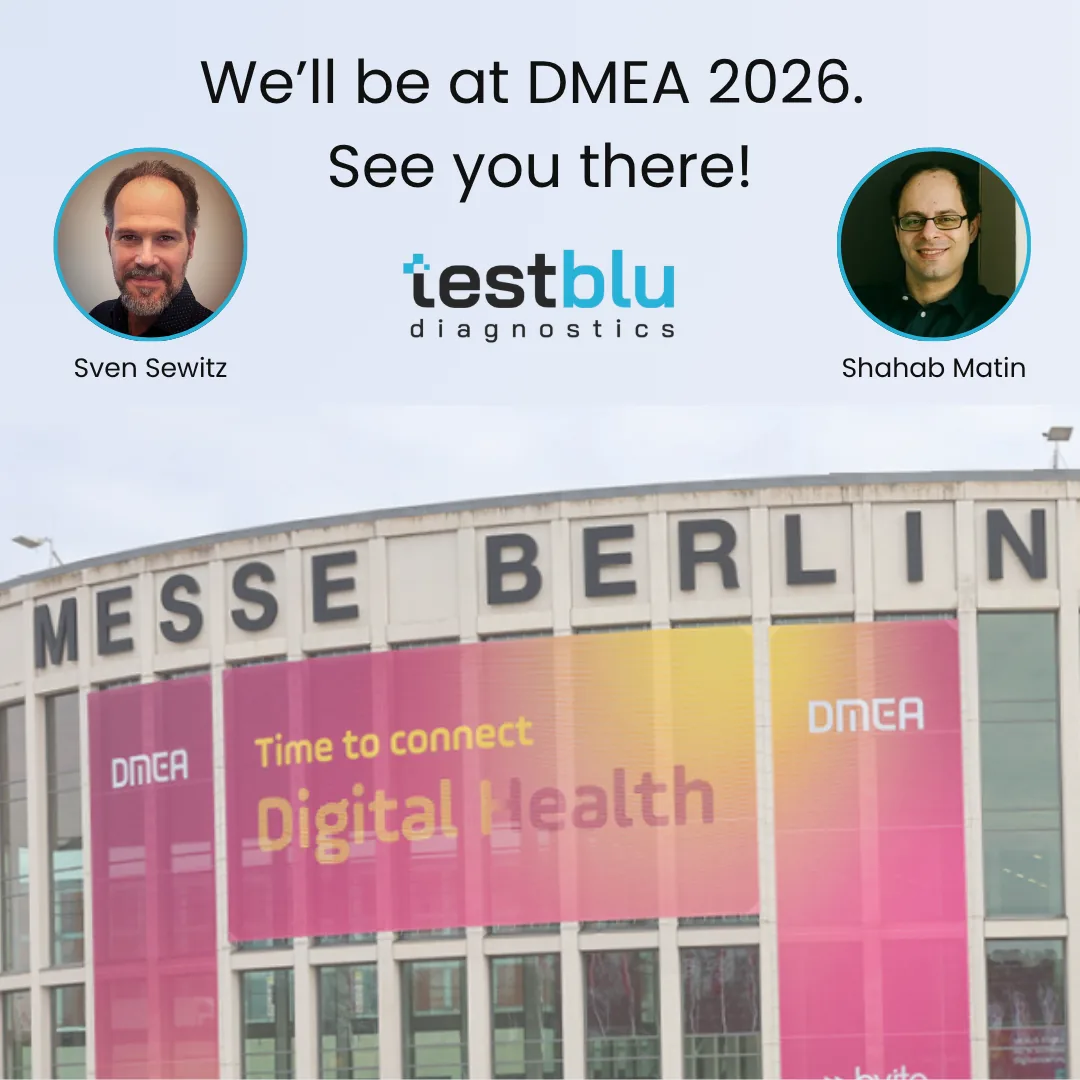 We'll be at DMEA 2026.
See you there!
testblu
diagnostics
Sven Sewitz
Shahab Matin
MESSE BERLIN
DMEA
Time to connect
Digital Health
DMEA